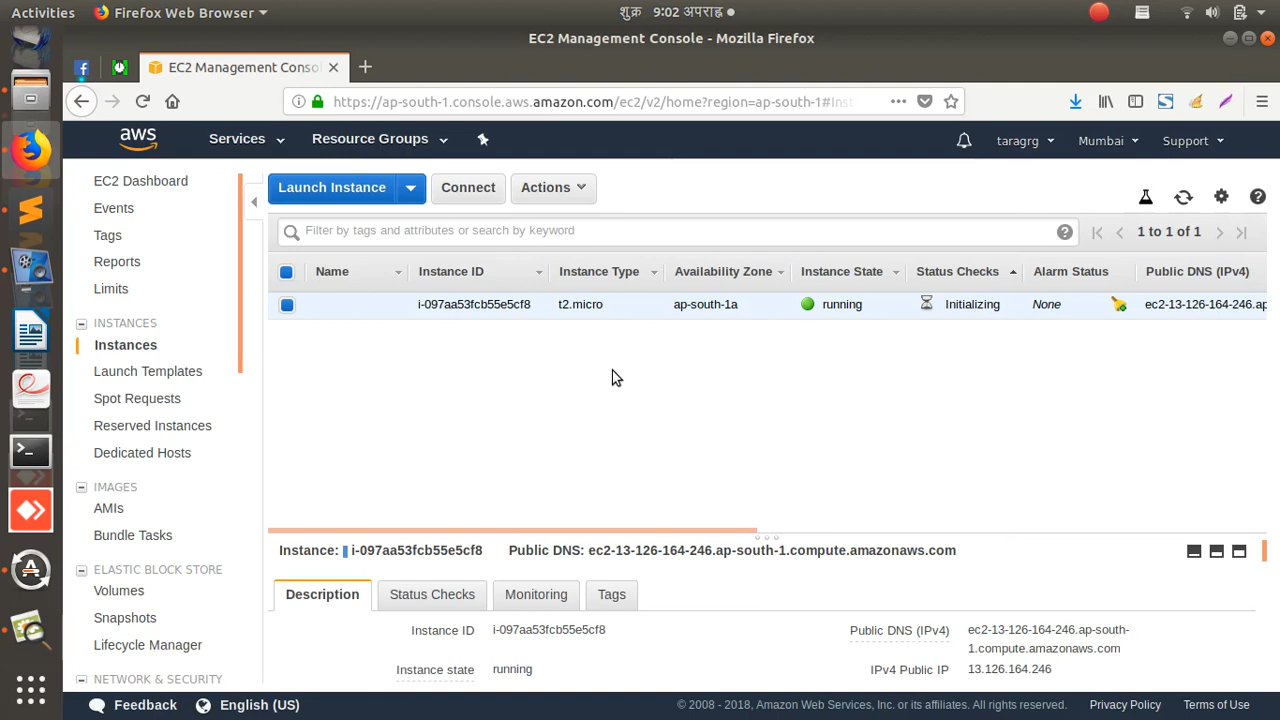 Activities Firefox Web Browser शुक्र 9:02 अपराह्न
EC2 Management Console - Mozilla Firefox
EC2 Management Conso
https://ap-south-1.console.aws.amazon.com/ec2/v2/home?region=ap-south-1#Inst
aws Services Resource Groups taragrg Mumbai Support
EC2 Dashboard
Events
Tags
Reports
Limits
INSTANCES
Instances
Launch Templates
Spot Requests
Reserved Instances
Dedicated Hosts
IMAGES
AMIs
Bundle Tasks
ELASTIC BLOCK STORE
Volumes
Snapshots
Lifecycle Manager
NETWORK & SECURITY
Launch Instance Connect Actions
Filter by tags and attributes or search by keyword 1 to 1 of 1
Name Instance ID Instance Type Availability Zone Instance State Status Checks Alarm Status Public DNS (IPv4)
i-097aa53fcb55e5cf8 t2.micro ap-south-1a running Initializing None ec2-13-126-164-246.ap
Instance: i-097aa53fcb55e5cf8 Public DNS: ec2-13-126-164-246.ap-south-1.compute.amazonaws.com
Description Status Checks Monitoring Tags
Instance ID i-097aa53fcb55e5cf8 Public DNS (IPv4) ec2-13-126-164-246.ap-south-
1.compute.amazonaws.com
Instance state running IPv4 Public IP 13.126.164.246
Feedback English (US) © 2008 - 2018, Amazon Web Services, Inc. or its affiliates. All rights reserved. Privacy Policy Terms of Use